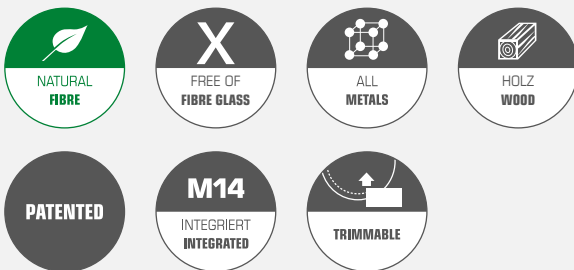 NATURAL
FIBRE
X
FREE OF
FIBRE GLASS
ALL
METALS
HOLZ
WOOD
PATENTED
M14
INTEGRIERT
INTEGRATED
TRIMMABLE